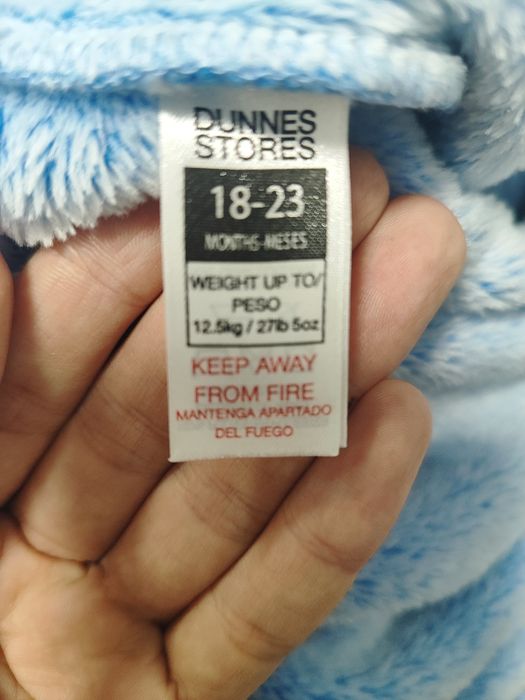 DUNNES
STORES
18-23
MONTHS-MESES
WEIGHT UP TO/
PESO
12.5kg / 27lb 5oz
KEEP AWAY
FROM FIRE
MANTENGA APARTADO
DEL FUEGO